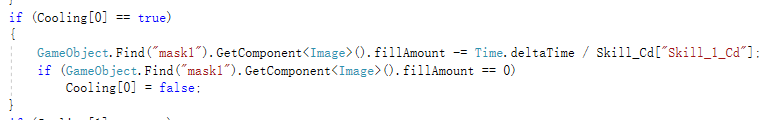 if (Cooling[0] == true)
{
GameObject.Find("mask1").GetComponent<Image>().fillAmount -= Time.deltaTime / Skill_Cd["Skill_1_Cd"];
if (GameObject.Find("mask1").GetComponent<Image>().fillAmount == 0)
Cooling[0] = false;
}